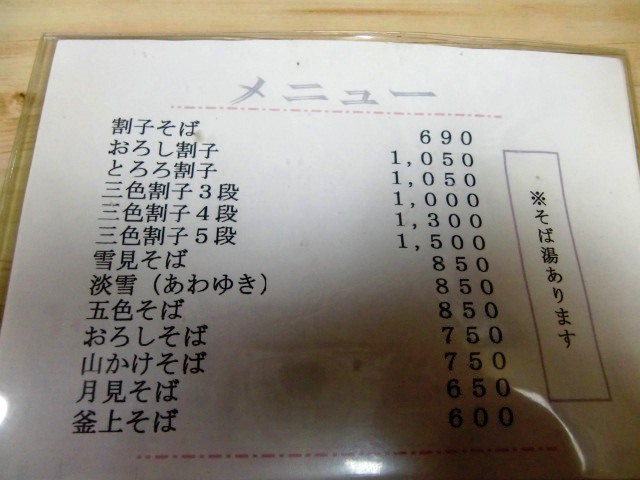 メニュー
割子そば 690
おろし割子 1,050
とろろ割子 1,050
三色割子3段 1,000
三色割子4段 1,300
三色割子5段 1,500
雪見そば 850
淡雪(あわゆき) 850
五色そば 850
おろしそば 750
山かけそば 750
月見そば 650
釜上そば 600
※そば湯あります